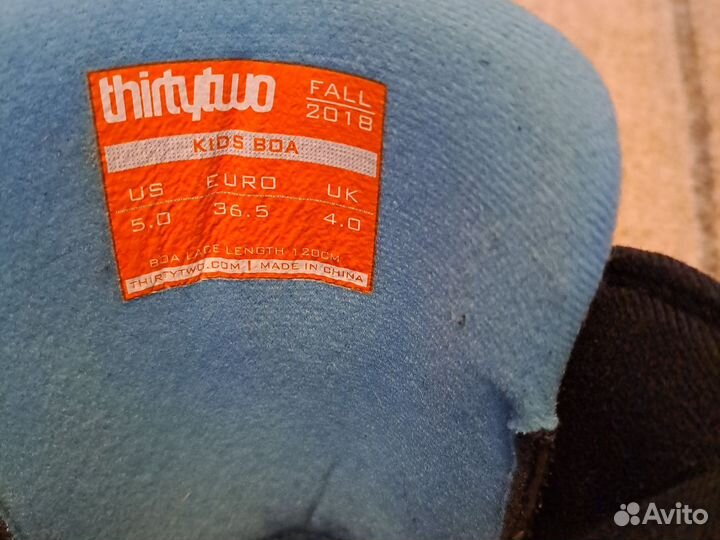 thirtytwo
FALL
2018
KIDS BOA
US EURO UK
5.0 36.5 4.0
BOA LACE LENGTH 120CM
THIRTYTWO.COM | MADE IN CHINA
Avito